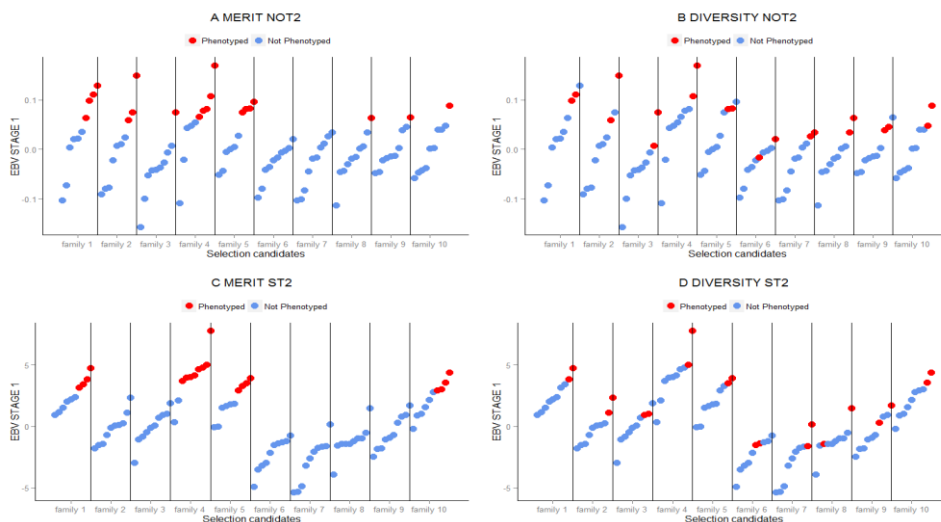 A MERIT NOT2
Phenotyped Not Phenotyped
EBV STAGE 1
0.1
0.0
-0.1
family 1 family 2 family 3 family 4 family 5 family 6 family 7 family 8 family 9 family 10
Selection candidates
B DIVERSITY NOT2
Phenotyped Not Phenotyped
EBV STAGE 1
0.1
0.0
-0.1
family 1 family 2 family 3 family 4 family 5 family 6 family 7 family 8 family 9 family 10
Selection candidates
C MERIT ST2
Phenotyped Not Phenotyped
EBV STAGE 1
5
0
-5
family 1 family 2 family 3 family 4 family 5 family 6 family 7 family 8 family 9 family 10
Selection candidates
D DIVERSITY ST2
Phenotyped Not Phenotyped
EBV STAGE 1
5
0
-5
family 1 family 2 family 3 family 4 family 5 family 6 family 7 family 8 family 9 family 10
Selection candidates